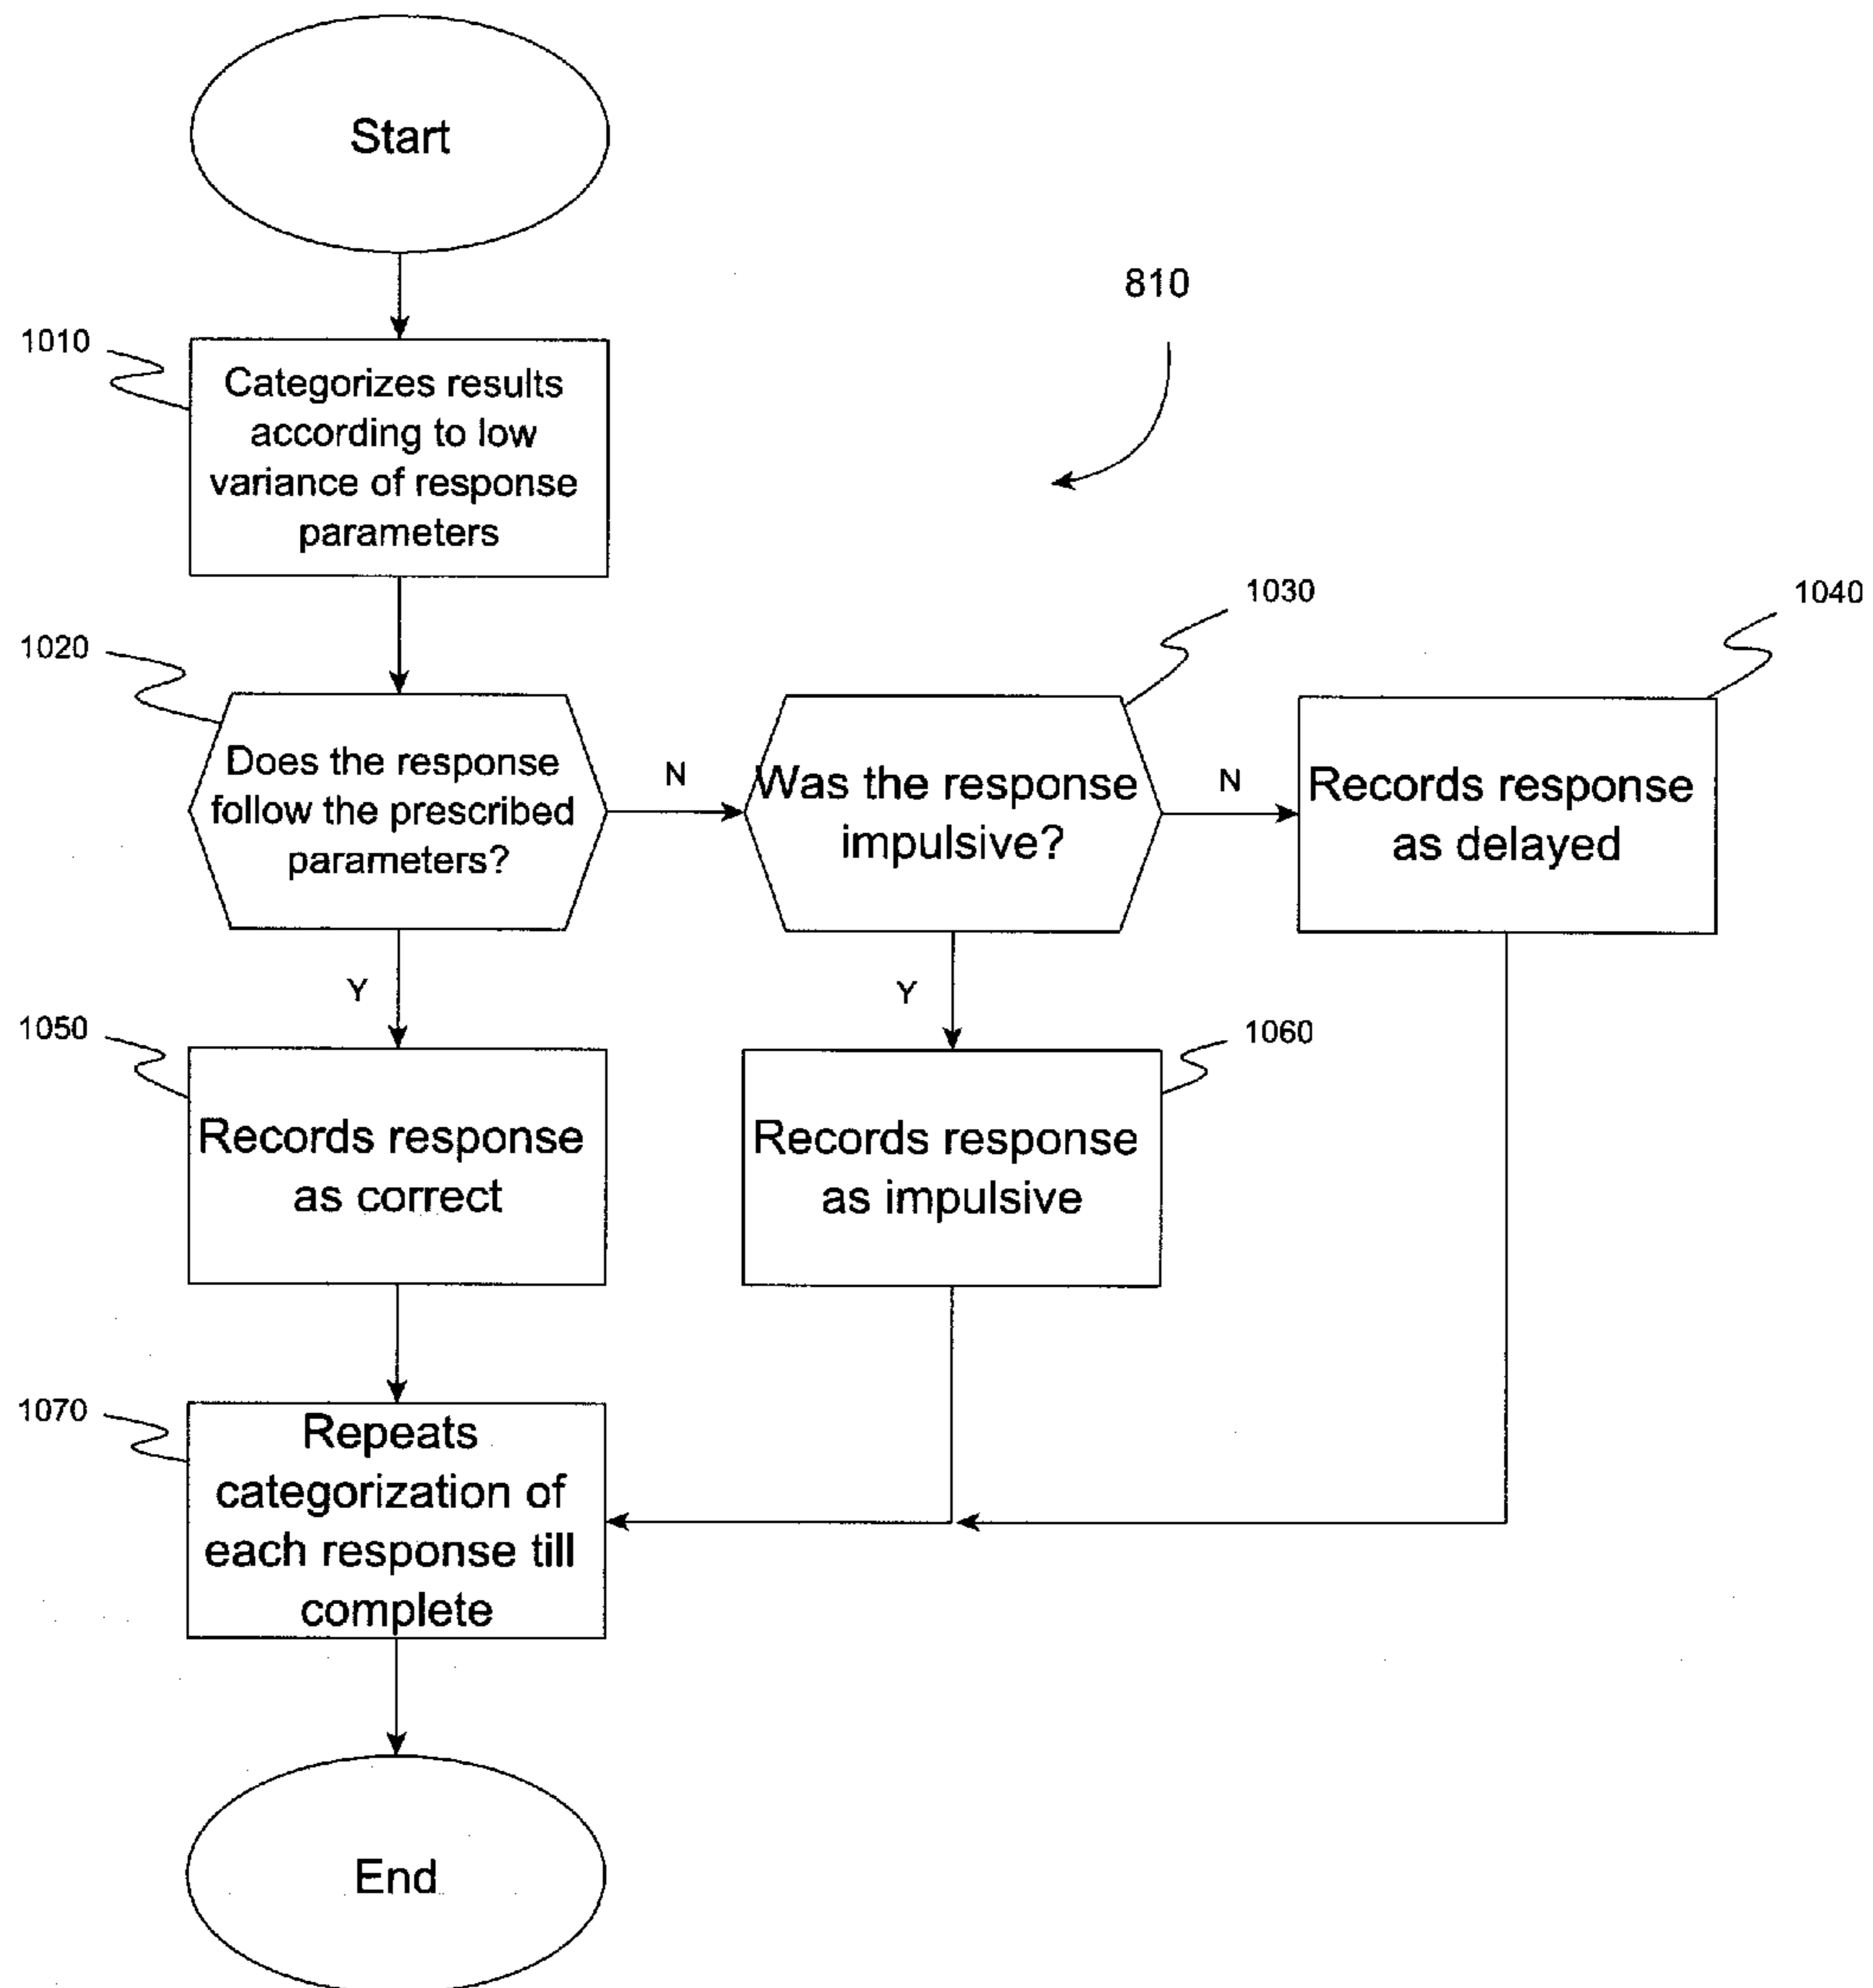 Start
810
1010
Categorizes results
according to low
variance of response
parameters
1020
Does the response
follow the prescribed
parameters?
N
1030
Was the response
impulsive?
N
1040
Records response
as delayed
Y
Y
1050
Records response
as correct
1060
Records response
as impulsive
1070
Repeats
categorization of
each response till
complete
End